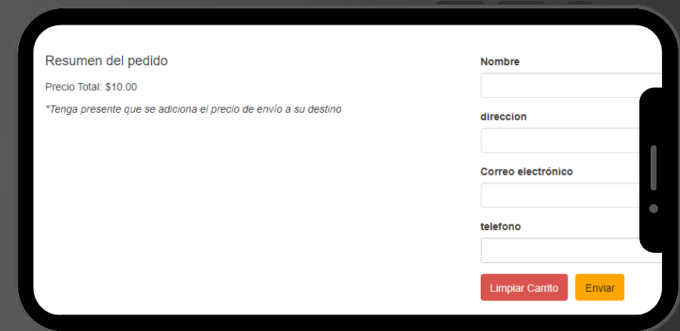 Resumen del pedido
Precio Total: $10.00
*Tenga presente que se adiciona el precio de envío a su destino
Nombre
direccion
Correo electrónico
telefono
Limpiar Carrito
Enviar